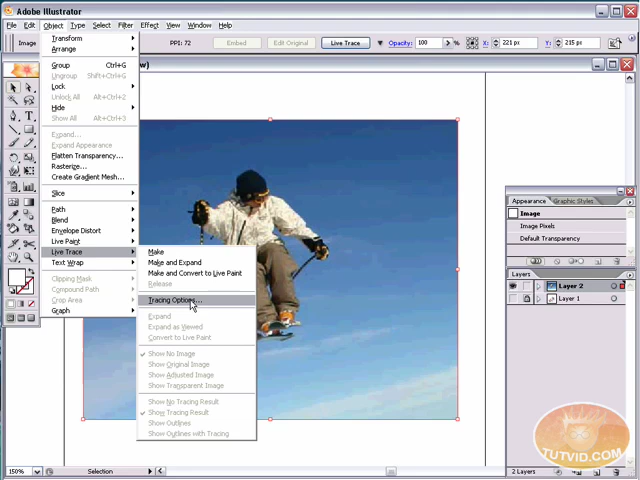 Adobe Illustrator
File Edit Object Type Select Filter Effect View Window Help
Image PPI: 72 Embed Edit Original Live Trace Opacity: 100 % X: 221 px Y: 215 px
Transform
Arrange
Group Ctrl+G
Ungroup Shift+Ctrl+G
Lock
Unlock All Alt+Ctrl+2
Hide
Show All Alt+Ctrl+3
Expand...
Expand Appearance
Flatten Transparency...
Rasterize...
Create Gradient Mesh...
Slice
Path
Blend
Envelope Distort
Live Paint
Live Trace
Text Wrap
Clipping Mask
Compound Path
Crop Area
Graph
Make
Make and Expand
Make and Convert to Live Paint
Release
Tracing Options...
Expand
Expand as Viewed
Convert to Live Paint
Show No Image
Show Original Image
Show Adjusted Image
Show Transparent Image
Show No Tracing Result
Show Tracing Result
Show Outlines
Show Outlines with Tracing
Appearance Graphic Styles
Image
Image Pixels
Default Transparency
Layers
Layer 2
Layer 1
2 Layers
TUTVID.COM
150% Selection